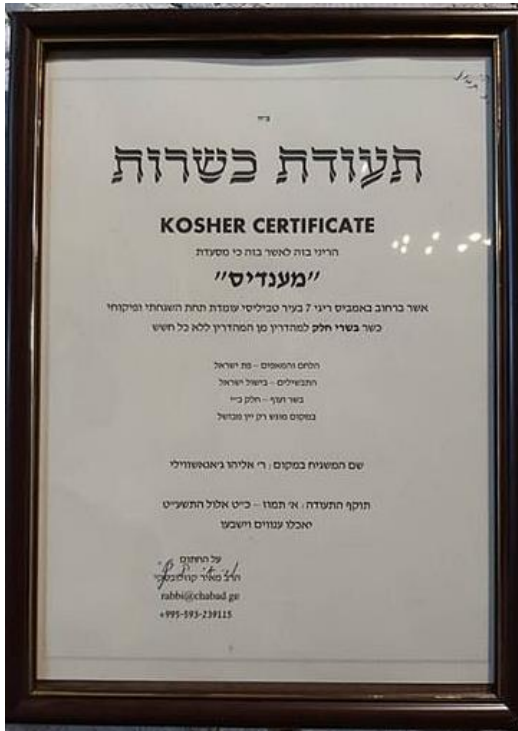 ב״ה
תעודת כשרות
KOSHER CERTIFICATE
הריני בזה לאשר בזה כי מסעדת
״מענדיס״
אשר ברחוב באמביס ריגי 7 בעיר טביליסי עומדת תחת השגחתי ופיקוחי
כשר בשרי חלק למהדרין מן המהדרין ללא כל חשש
הלחם והמאפים – פת ישראל
התבשילים – בישול ישראל
בשר ועוף – חלק ב״י
במקום מוגש רק יין מבושל
שם המשגיח במקום : ר׳ אליהו ג׳אנאשווילי
תוקף התעודה : א׳ תמוז – כ״ט אלול התשע״ט
יאכלו ענווים וישבעו
על החתום
הרב מאיר קוזלובסקי
rabbi@chabad.ge
+995-593-239115